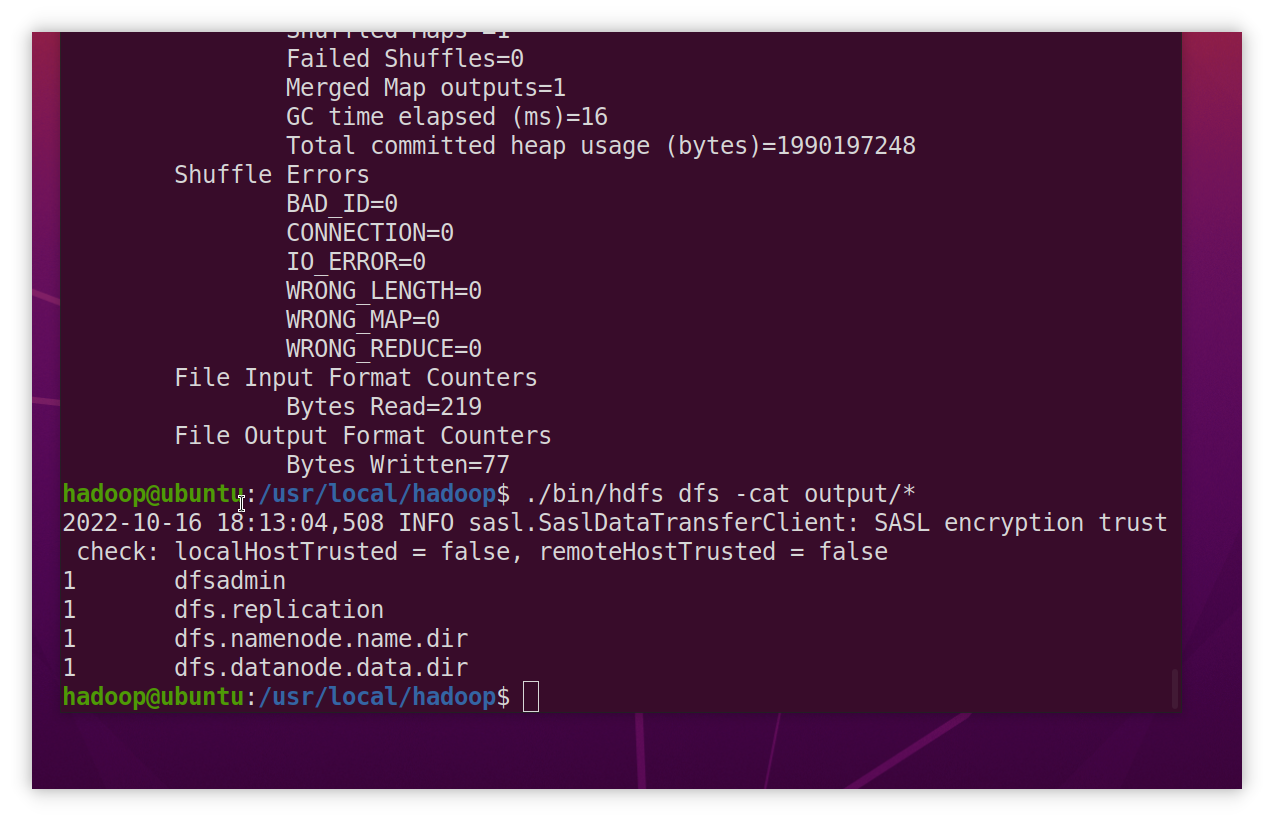 Shuffled Maps =1
Failed Shuffles=0
Merged Map outputs=1
GC time elapsed (ms)=16
Total committed heap usage (bytes)=1990197248
Shuffle Errors
BAD_ID=0
CONNECTION=0
IO_ERROR=0
WRONG_LENGTH=0
WRONG_MAP=0
WRONG_REDUCE=0
File Input Format Counters
Bytes Read=219
File Output Format Counters
Bytes Written=77
hadoop@ubuntu:/usr/local/hadoop$ ./bin/hdfs dfs -cat output/*
2022-10-16 18:13:04,508 INFO sasl.SaslDataTransferClient: SASL encryption trust
check: localHostTrusted = false, remoteHostTrusted = false
1 dfsadmin
1 dfs.replication
1 dfs.namenode.name.dir
1 dfs.datanode.data.dir
hadoop@ubuntu:/usr/local/hadoop$